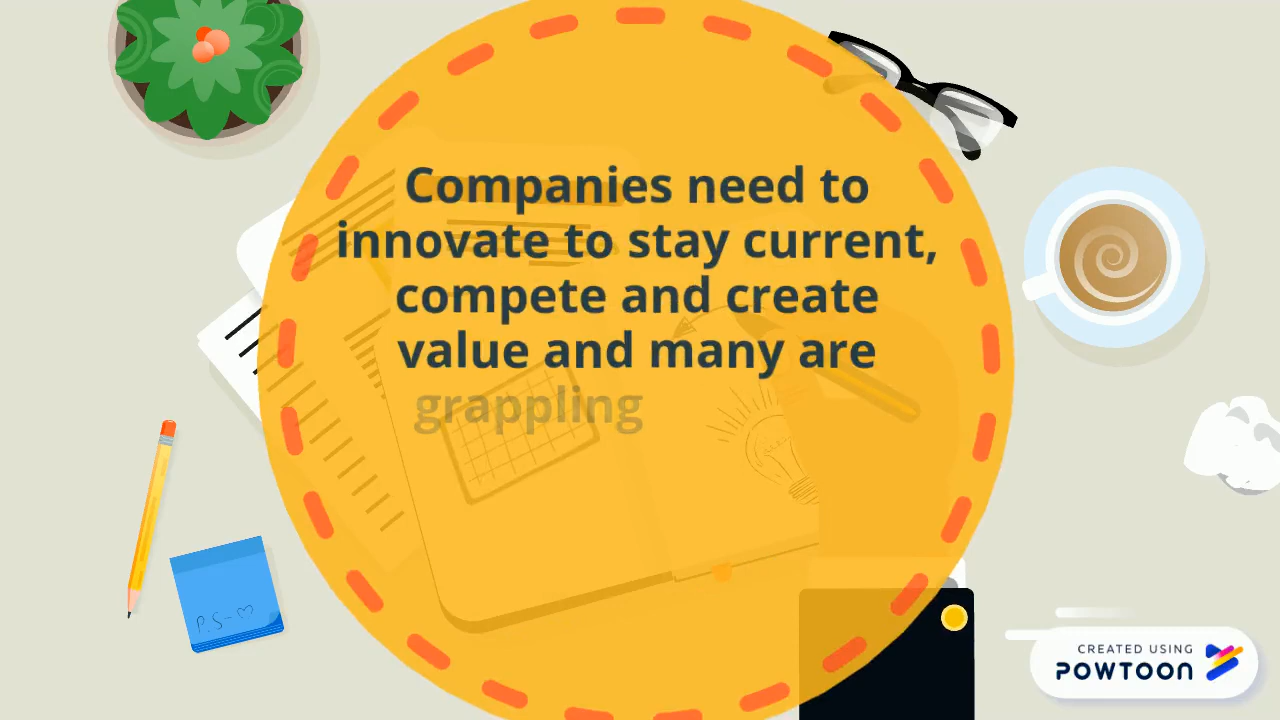 Companies need to
innovate to stay current,
compete and create
value and many are
grappling
P.S-M
CREATED USING
POWTOON